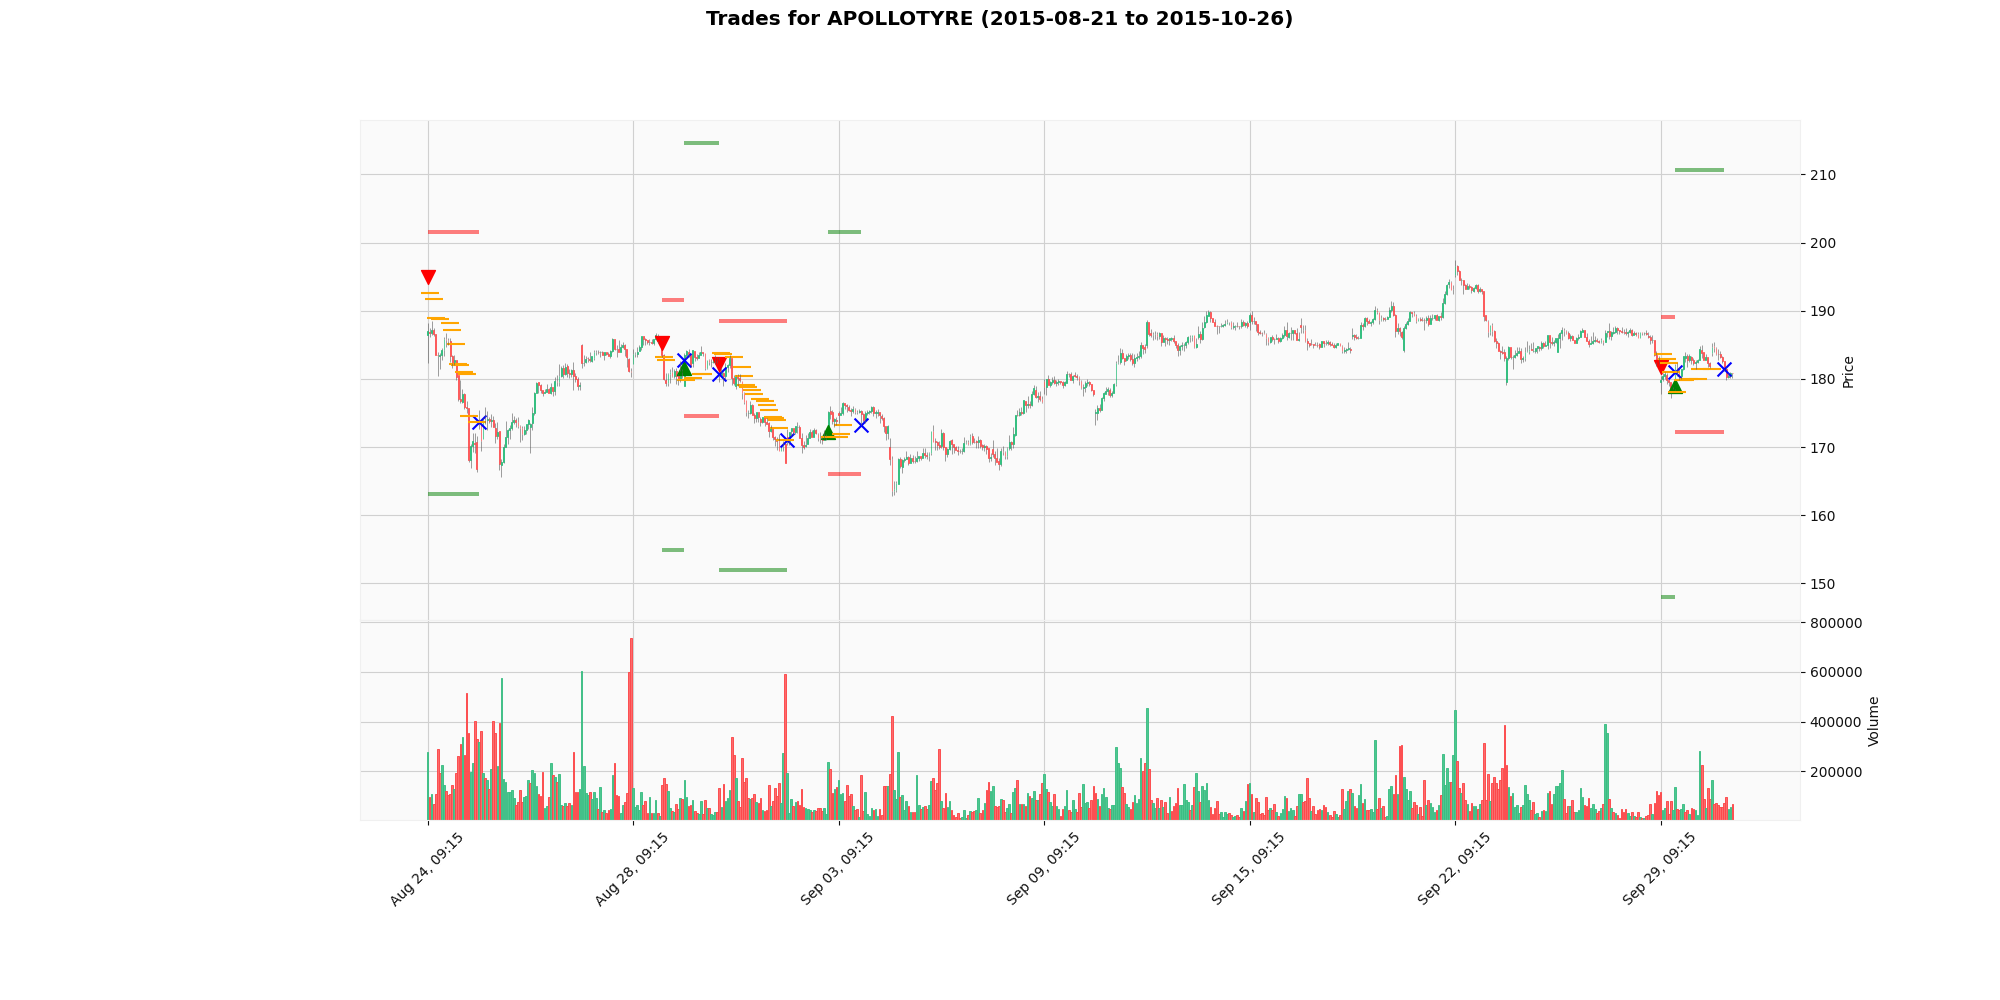 Trades for APOLLOTYRE (2015-08-21 to 2015-10-26)
210
200
190
180
170
160
150
Price
800000
600000
400000
200000
Volume
Aug 24, 09:15
Aug 28, 09:15
Sep 03, 09:15
Sep 09, 09:15
Sep 15, 09:15
Sep 22, 09:15
Sep 29, 09:15